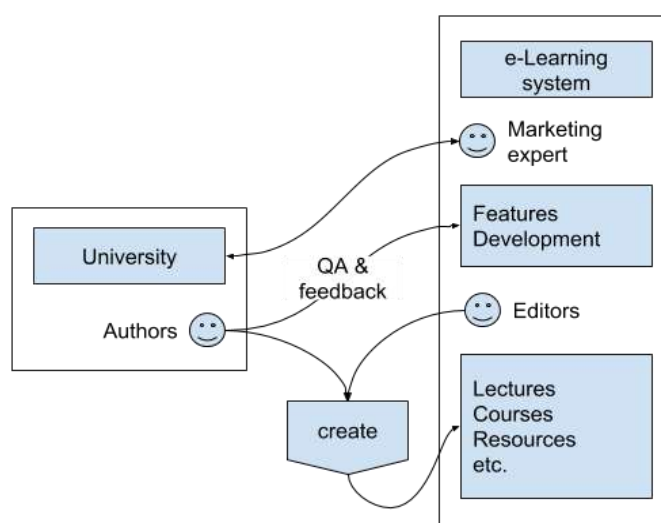 e-Learning
system
Marketing
expert
University
Features
Development
QA &
feedback
Authors
Editors
create
Lectures
Courses
Resources
etc.